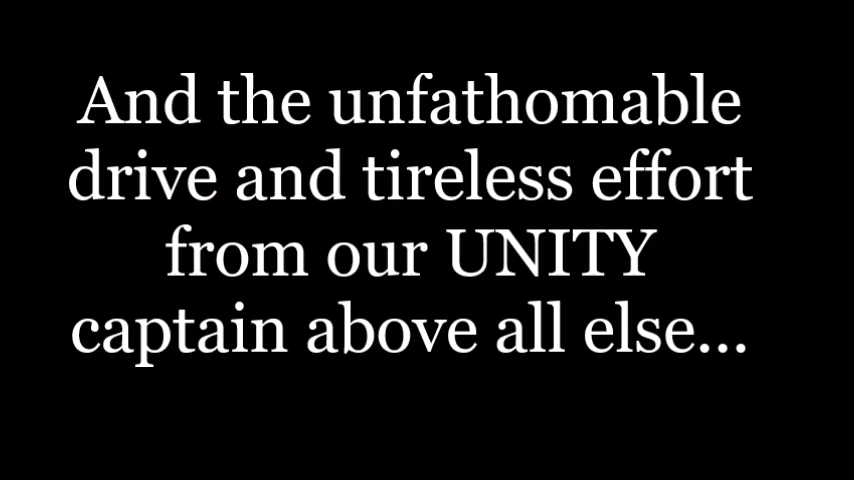 And the unfathomable
drive and tireless effort
from our UNITY
captain above all else...